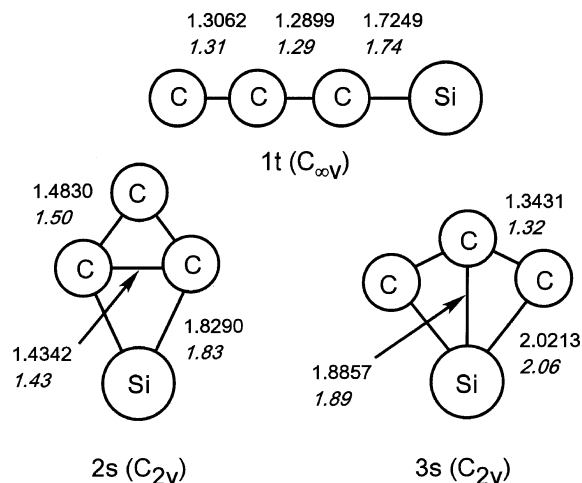 1.3062 1.2899 1.7249
1.31 1.29 1.74
C C C Si
1t (C∞v)
1.4830
1.50
C
C C
1.4342
1.43
1.8290
1.83
Si
2s (C2v)
1.3431
1.32
C
C C
1.8857
1.89
2.0213
2.06
Si
3s (C2v)